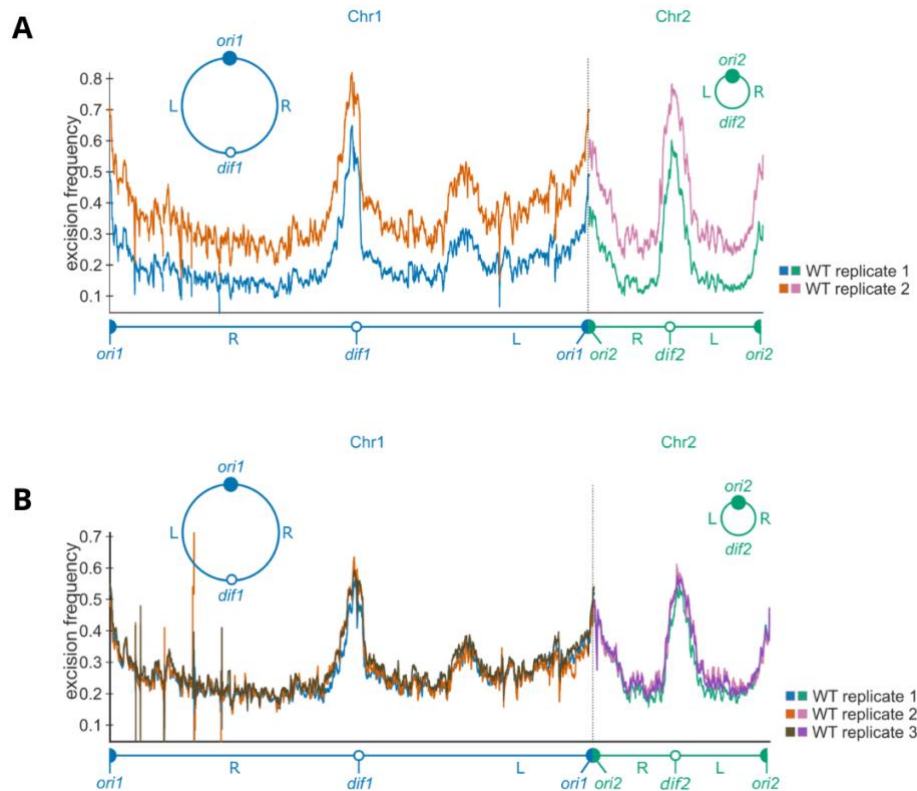 A
Chr1 Chr2
ori1 ori2
L R L R
dif1 dif2
0.8
0.7
0.6
0.5
0.4
0.3
0.2
0.1
excision frequency
WT replicate 1
WT replicate 2
R L R L
ori1 dif1 ori1 ori2 dif2 ori2
B
Chr1 Chr2
ori1 ori2
L R L R
dif1 dif2
0.7
0.6
0.5
0.4
0.3
0.2
0.1
excision frequency
WT replicate 1
WT replicate 2
WT replicate 3
R L R L
ori1 dif1 ori1 ori2 dif2 ori2